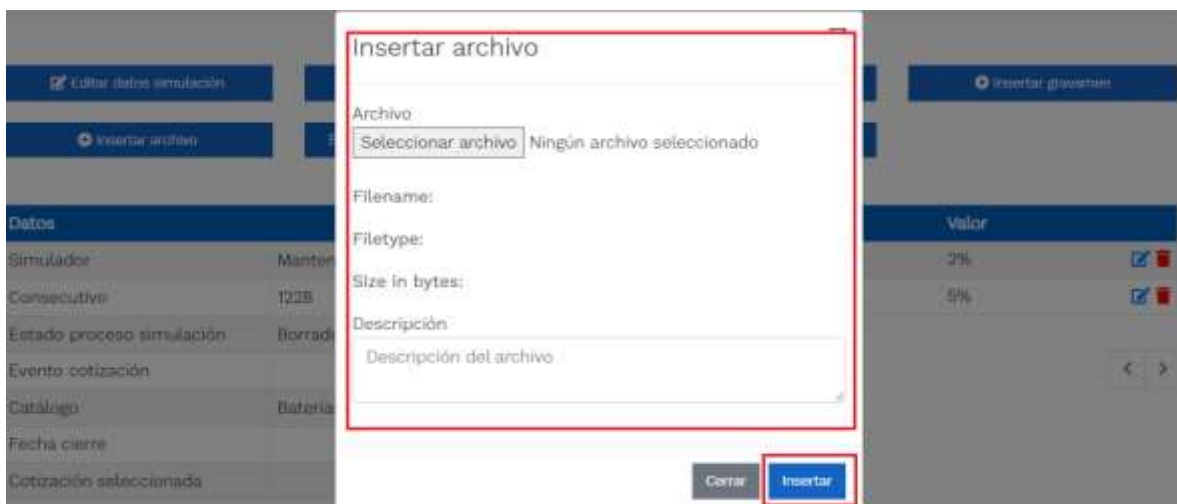 Insertar archivo
Editar datos simulación
Insertar gravamen
Archivo
Insertar archivo
Seleccionar archivo Ningún archivo seleccionado
Filename:
Datos Valor
Filetype:
Simulador 2%
Size in bytes:
Consecutivo 1228 5%
Descripción
Estado proceso simulación
Descripción del archivo
Evento cotización
Catálogo
Fecha cierre
Cotización seleccionada
Cerrar Insertar